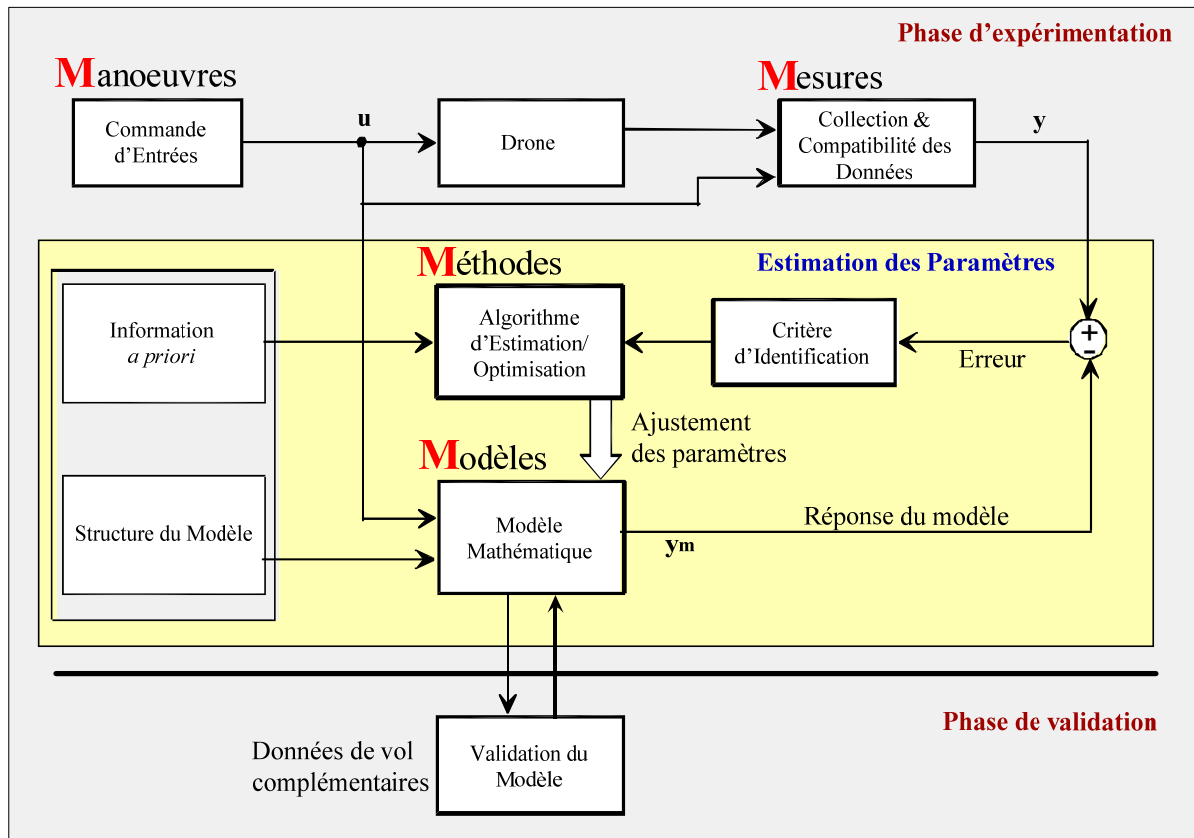 Phase d'expérimentation
Manoeuvres
Mesures
Commande
d'Entrées
u
Drone
Collection &
Compatibilité des
Données
y
Méthodes
Estimation des Paramètres
Information
a priori
Algorithme
d'Estimation/
Optimisation
Critère
d'Identification
Erreur
+
-
Ajustement
des paramètres
Modèles
Structure du Modèle
Modèle
Mathématique
ym
Réponse du modèle
Phase de validation
Données de vol
complémentaires
Validation du
Modèle